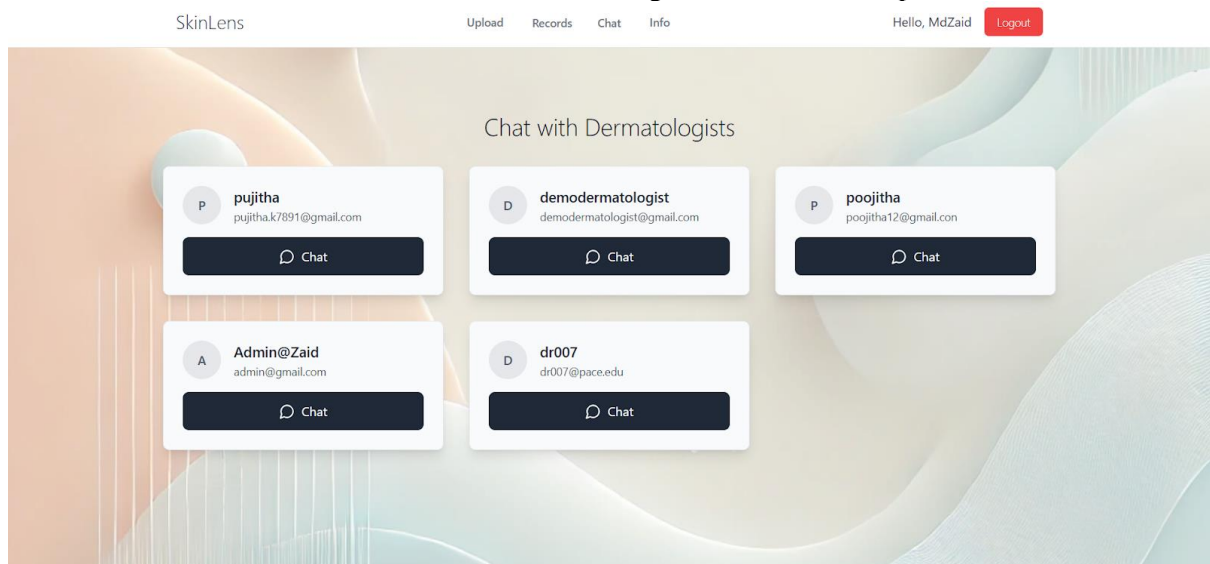 SkinLens
Upload Records Chat Info
Hello, MdZaid Logout
Chat with Dermatologists
P
pujitha
pujitha.k7891@gmail.com
Chat
D
demodermatologist
demodermatologist@gmail.com
Chat
P
poojitha
poojitha12@gmail.con
Chat
A
Admin@Zaid
admin@gmail.com
Chat
D
dr007
dr007@pace.edu
Chat